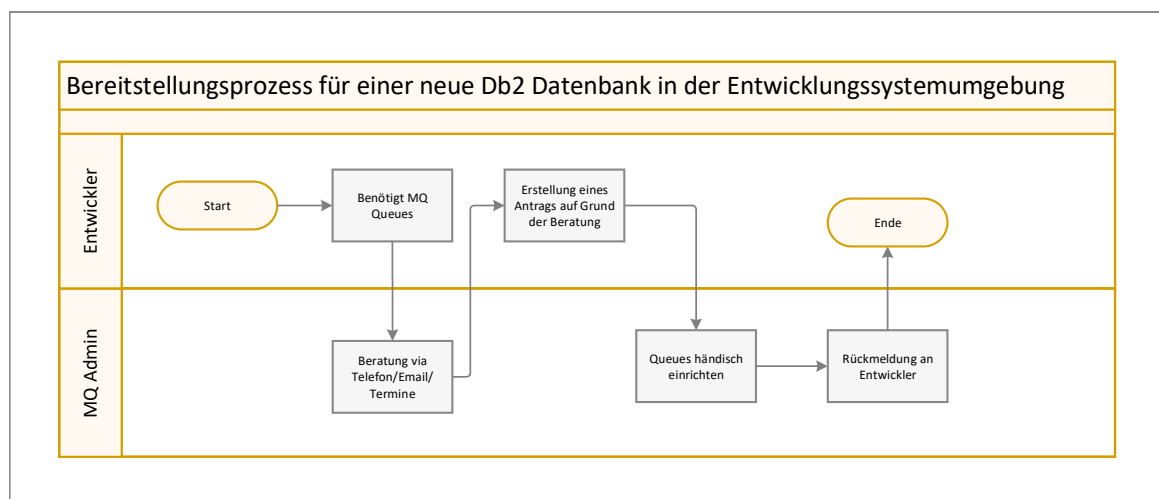 Bereitstellungsprozess für einer neue Db2 Datenbank in der Entwicklungssystemumgebung
Entwickler
Start
Benötigt MQ
Queues
Erstellung eines
Antrags auf Grund
der Beratung
Ende
MQ Admin
Beratung via
Telefon/Email/
Termine
Queues händisch
einrichten
Rückmeldung an
Entwickler